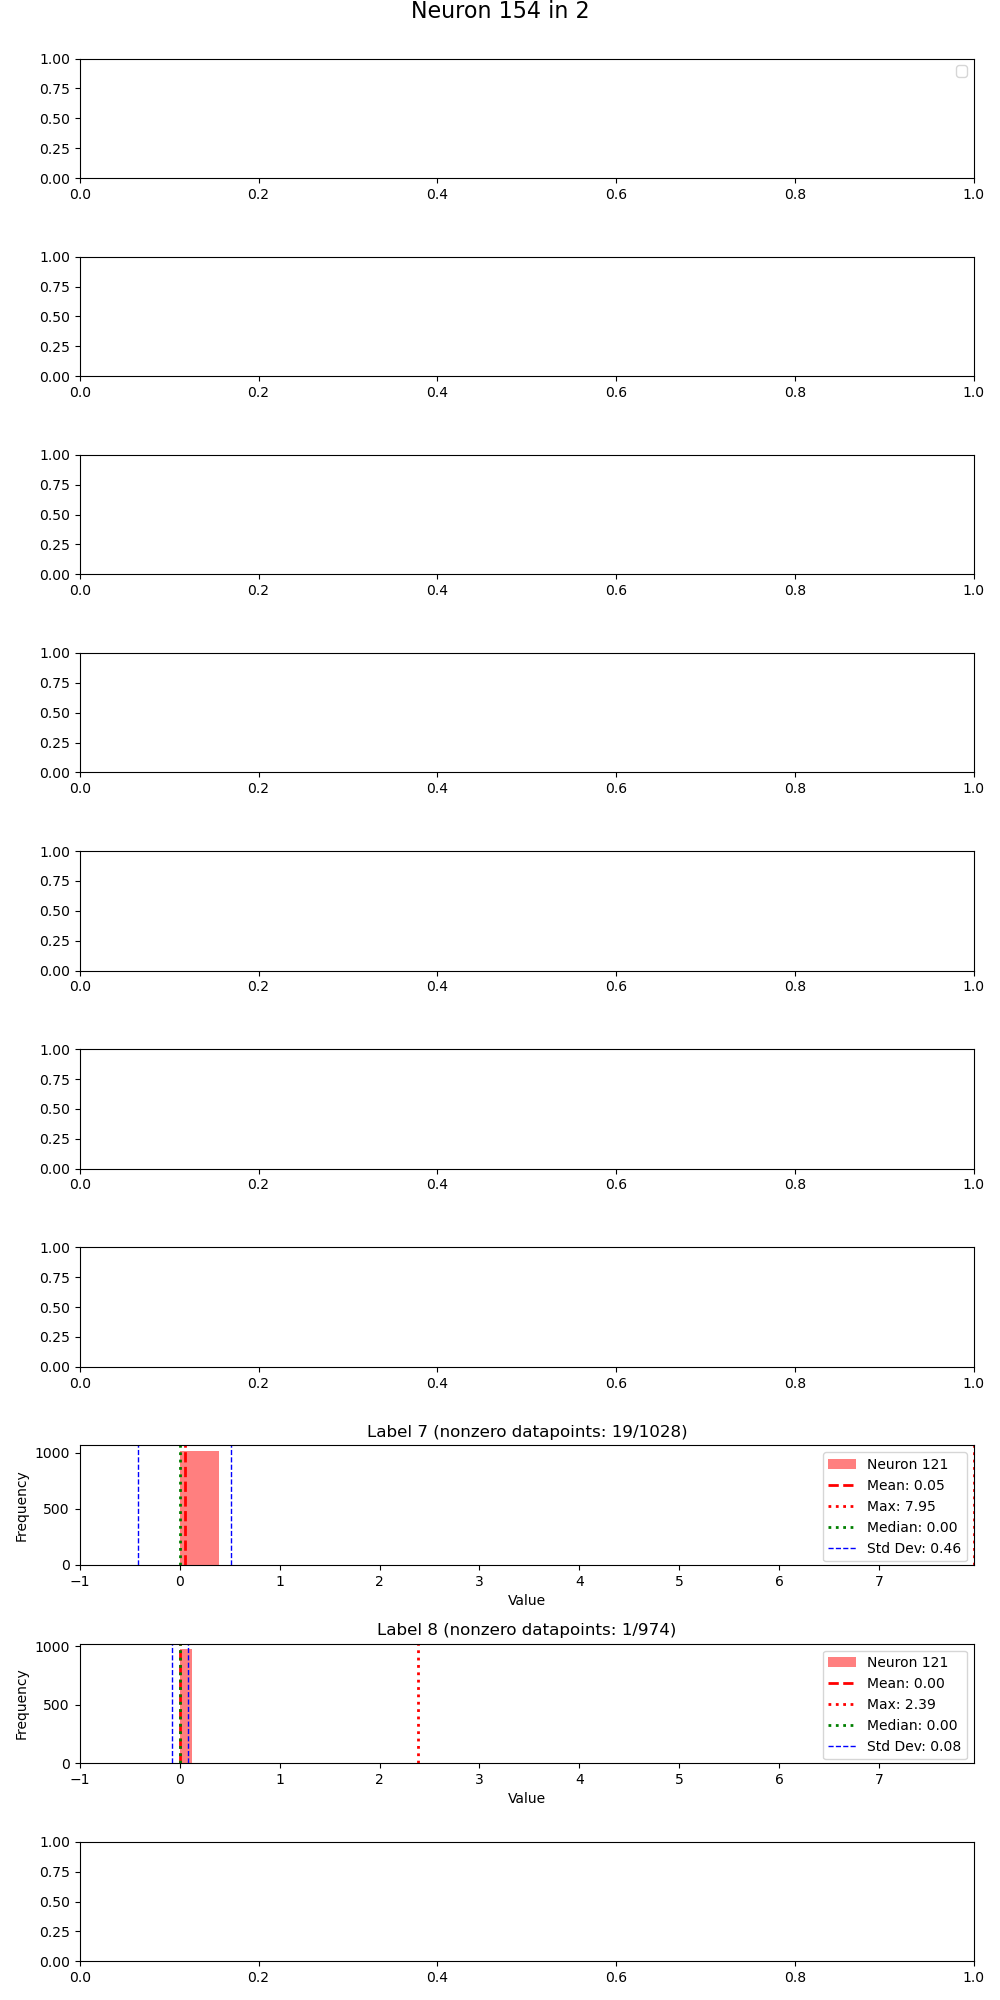 Neuron 154 in 2
1.00
0.75
0.50
0.25
0.00
0.0 0.2 0.4 0.6 0.8 1.0
1.00
0.75
0.50
0.25
0.00
0.0 0.2 0.4 0.6 0.8 1.0
1.00
0.75
0.50
0.25
0.00
0.0 0.2 0.4 0.6 0.8 1.0
1.00
0.75
0.50
0.25
0.00
0.0 0.2 0.4 0.6 0.8 1.0
1.00
0.75
0.50
0.25
0.00
0.0 0.2 0.4 0.6 0.8 1.0
1.00
0.75
0.50
0.25
0.00
0.0 0.2 0.4 0.6 0.8 1.0
1.00
0.75
0.50
0.25
0.00
0.0 0.2 0.4 0.6 0.8 1.0
Label 7 (nonzero datapoints: 19/1028)
Frequency
1000
500
0
Neuron 121
Mean: 0.05
Max: 7.95
Median: 0.00
Std Dev: 0.46
−1 0 1 2 3 4 5 6 7
Value
Label 8 (nonzero datapoints: 1/974)
Frequency
1000
500
0
Neuron 121
Mean: 0.00
Max: 2.39
Median: 0.00
Std Dev: 0.08
−1 0 1 2 3 4 5 6 7
Value
1.00
0.75
0.50
0.25
0.00
0.0 0.2 0.4 0.6 0.8 1.0